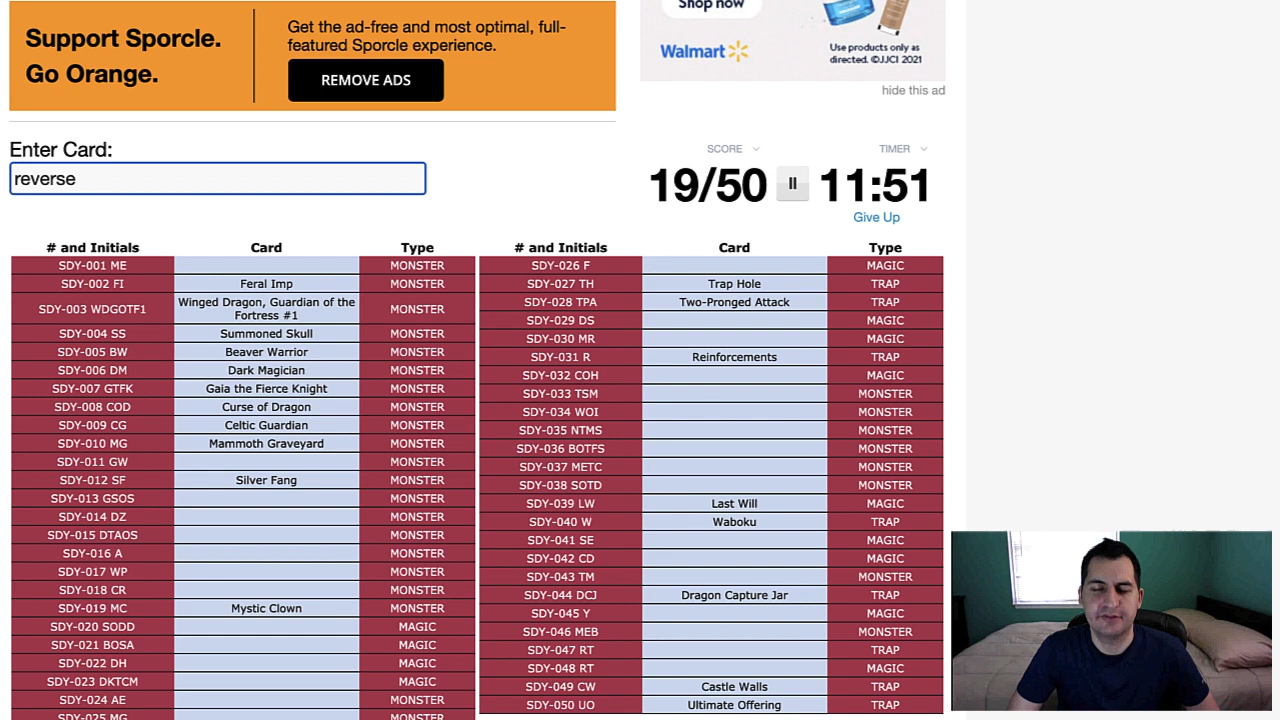 Support Sporcle.
Go Orange.
Get the ad-free and most optimal, full-
featured Sporcle experience.
REMOVE ADS
Shop now
Walmart
Use products only as
directed. ©JJCI 2021
hide this ad
Enter Card:
reverse
SCORE
19/50
TIMER
11:51
Give Up
# and Initials Card Type
SDY-001 ME MONSTER
SDY-002 FI Feral Imp MONSTER
SDY-003 WDGOTF1 Winged Dragon, Guardian of the MONSTER
Fortress #1
SDY-004 SS Summoned Skull MONSTER
SDY-005 BW Beaver Warrior MONSTER
SDY-006 DM Dark Magician MONSTER
SDY-007 GTFK Gaia the Fierce Knight MONSTER
SDY-008 COD Curse of Dragon MONSTER
SDY-009 CG Celtic Guardian MONSTER
SDY-010 MG Mammoth Graveyard MONSTER
SDY-011 GW MONSTER
SDY-012 SF Silver Fang MONSTER
SDY-013 GSOS MONSTER
SDY-014 DZ MONSTER
SDY-015 DTAOS MONSTER
SDY-016 A MONSTER
SDY-017 WP MONSTER
SDY-018 CR MONSTER
SDY-019 MC Mystic Clown MONSTER
SDY-020 SODD MAGIC
SDY-021 BOSA MAGIC
SDY-022 DH MAGIC
SDY-023 DKTCM MAGIC
SDY-024 AE MONSTER
SDY-025 MG MONSTER
# and Initials Card Type
SDY-026 F MAGIC
SDY-027 TH Trap Hole TRAP
SDY-028 TPA Two-Pronged Attack TRAP
SDY-029 DS MAGIC
SDY-030 MR MAGIC
SDY-031 R Reinforcements TRAP
SDY-032 COH MAGIC
SDY-033 TSM MONSTER
SDY-034 WOI MONSTER
SDY-035 NTMS MONSTER
SDY-036 BOTFS MONSTER
SDY-037 METC MONSTER
SDY-038 SOTD MONSTER
SDY-039 LW Last Will MAGIC
SDY-040 W Waboku TRAP
SDY-041 SE MAGIC
SDY-042 CD MAGIC
SDY-043 TM MONSTER
SDY-044 DCJ Dragon Capture Jar TRAP
SDY-045 Y MAGIC
SDY-046 MEB MONSTER
SDY-047 RT TRAP
SDY-048 RT MAGIC
SDY-049 CW Castle Walls TRAP
SDY-050 UO Ultimate Offering TRAP